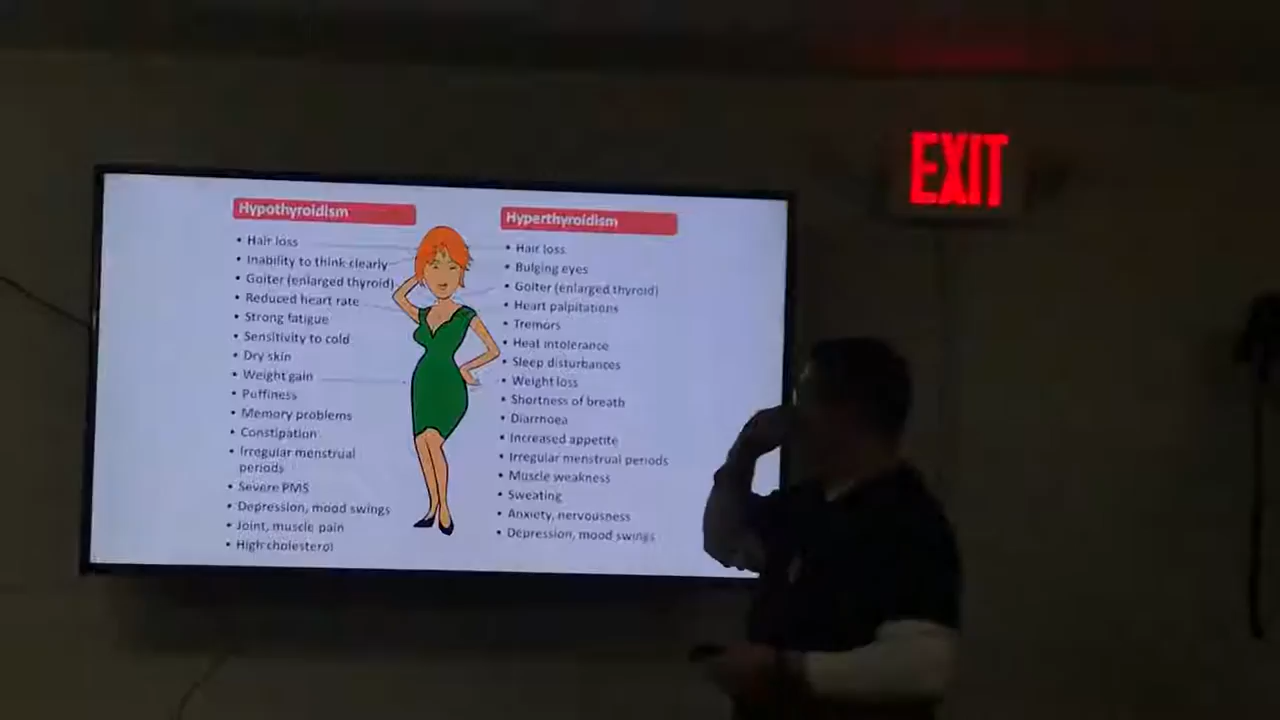 Hypothyroidism
• Hair loss
• Inability to think clearly
• Goiter (enlarged thyroid)
• Reduced heart rate
• Strong fatigue
• Sensitivity to cold
• Dry skin
• Weight gain
• Puffiness
• Memory problems
• Constipation
• Irregular menstrual
periods
• Severe PMS
• Depression, mood swings
• Joint, muscle pain
• High cholesterol
Hyperthyroidism
• Hair loss
• Bulging eyes
• Goiter (enlarged thyroid)
• Heart palpitations
• Tremors
• Heat intolerance
• Sleep disturbances
• Weight loss
• Shortness of breath
• Diarrhoea
• Increased appetite
• Irregular menstrual periods
• Muscle weakness
• Sweating
• Anxiety, nervousness
• Depression, mood swings
EXIT